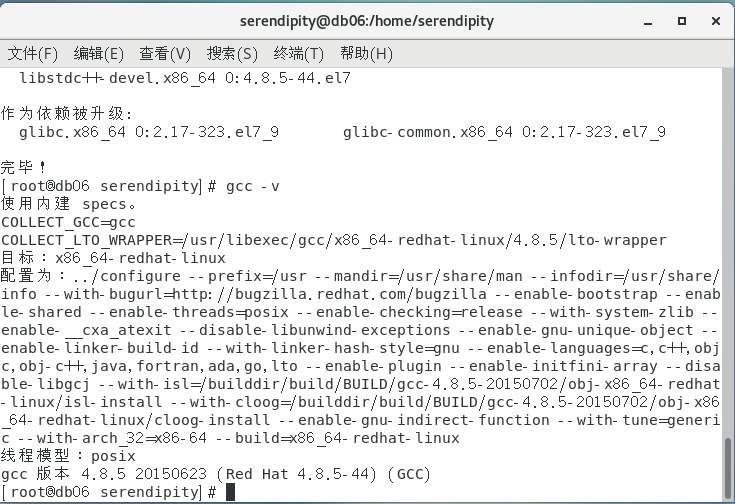 serendipity@db06:/home/serendipity
文件(F) 编辑(E) 查看(V) 搜索(S) 终端(T) 帮助(H)
libstdc++-devel.x86_64 0:4.8.5-44.el7
作为依赖被升级:
glibc.x86_64 0:2.17-323.el7_9 glibc-common.x86_64 0:2.17-323.el7_9
完毕！
[root@db06 serendipity]# gcc -v
使用内建 specs。
COLLECT_GCC=gcc
COLLECT_LTO_WRAPPER=/usr/libexec/gcc/x86_64-redhat-linux/4.8.5/lto-wrapper
目标：x86_64-redhat-linux
配置为：../configure --prefix=/usr --mandir=/usr/share/man --infodir=/usr/share/
info --with-bugurl=http://bugzilla.redhat.com/bugzilla --enable-bootstrap --enab
le-shared --enable-threads=posix --enable-checking=release --with-system-zlib --
enable-__cxa_atexit --disable-libunwind-exceptions --enable-gnu-unique-object --
enable-linker-build-id --with-linker-hash-style=gnu --enable-languages=c,c++,obj
c,obj-c++,java,fortran,ada,go,lto --enable-plugin --enable-initfini-array --disa
ble-libgcj --with-isl=/builddir/build/BUILD/gcc-4.8.5-20150702/obj-x86_64-redhat
-linux/isl-install --with-cloog=/builddir/build/BUILD/gcc-4.8.5-20150702/obj-x86
_64-redhat-linux/cloog-install --enable-gnu-indirect-function --with-tune=generi
c --with-arch_32=x86-64 --build=x86_64-redhat-linux
线程模型：posix
gcc 版本 4.8.5 20150623 (Red Hat 4.8.5-44) (GCC)
[root@db06 serendipity]#